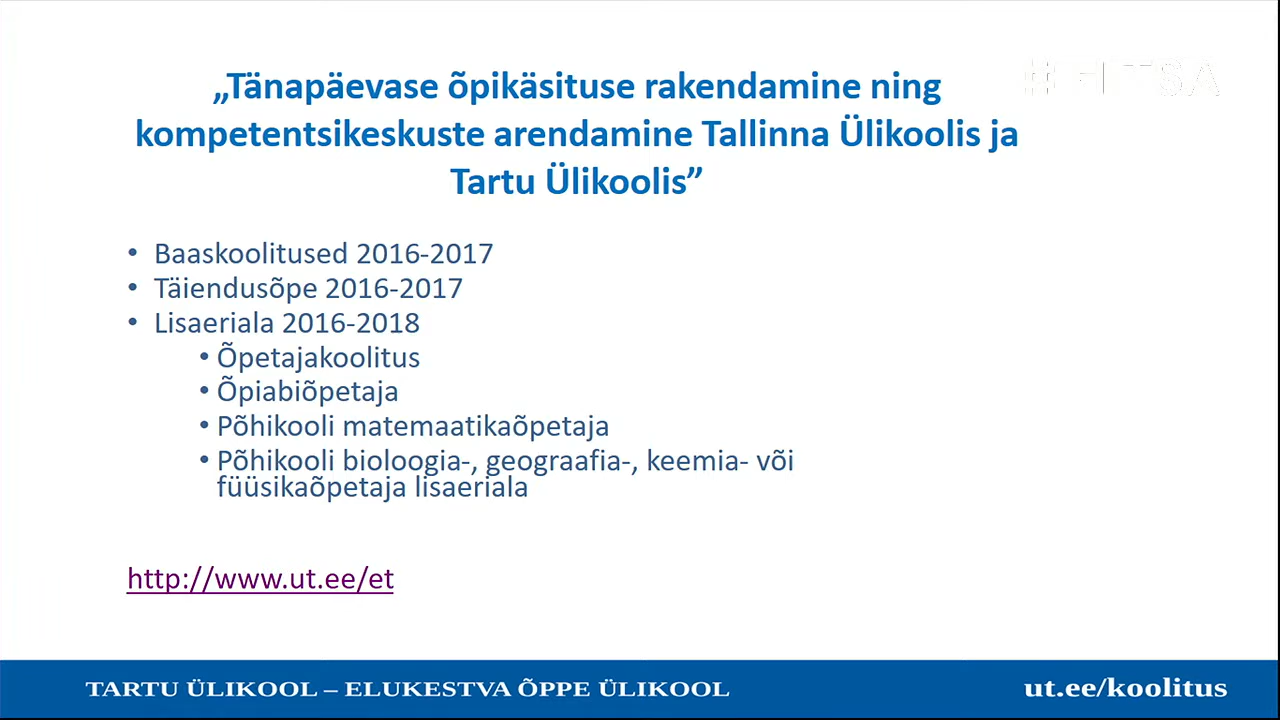 „Tänapäevase õpikäsituse rakendamine ning
kompetentsikeskuste arendamine Tallinna Ülikoolis ja
Tartu Ülikoolis”
• Baaskoolitused 2016-2017
• Täiendusõpe 2016-2017
• Lisaeriala 2016-2018
• Õpetajakoolitus
• Õpiabiõpetaja
• Põhikooli matemaatikaõpetaja
• Põhikooli bioloogia-, geograafia-, keemia- või
füüsikaõpetaja lisaeriala
http://www.ut.ee/et
TARTU ÜLIKOOL – ELUKESTVA ÕPPE ÜLIKOOL
ut.ee/koolitus